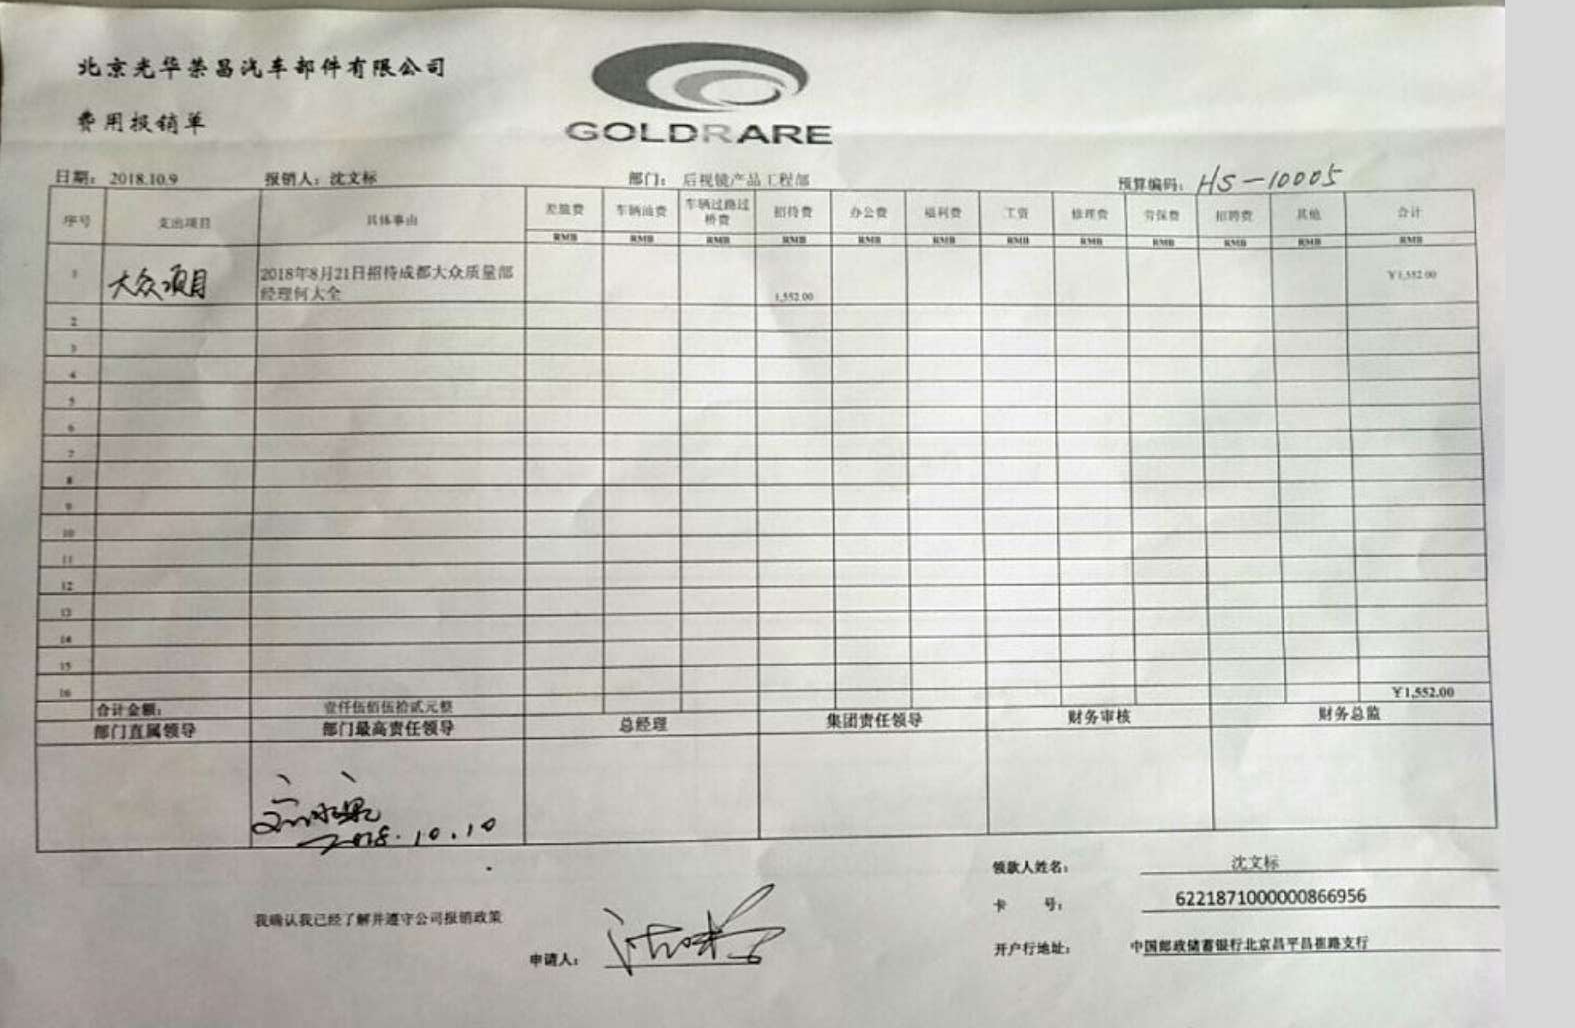 北京光华荣昌汽车部件有限公司
GOLDRARE
费用报销单
日期：2018.10.9 报销人：沈文标 部门：后视镜产品工程部 预算编码：HS-10005
序号 支出项目 具体事由 差旅费 车辆油费 车辆过路过桥费 招待费 办公费 福利费 工资 修理费 劳保费 招聘费 其他 合计
RMB RMB RMB RMB RMB RMB RMB RMB RMB RMB RMB RMB
1 大众项目 2018年8月21日招待成都大众质量部经理何大全 1,552.00 ¥1,552.00
2
3
4
5
6
7
8
9
10
11
12
13
14
15
16 ¥1,552.00
合计金额： 壹仟伍佰伍拾贰元整
部门直属领导 部门最高责任领导 总经理 集团责任领导 财务审核 财务总监
2018.10.10
领款人姓名： 沈文标
卡 号： 6221871000000866956
我确认我已经了解并遵守公司报销政策
申请人：
开户行地址： 中国邮政储蓄银行北京昌平昌崔路支行